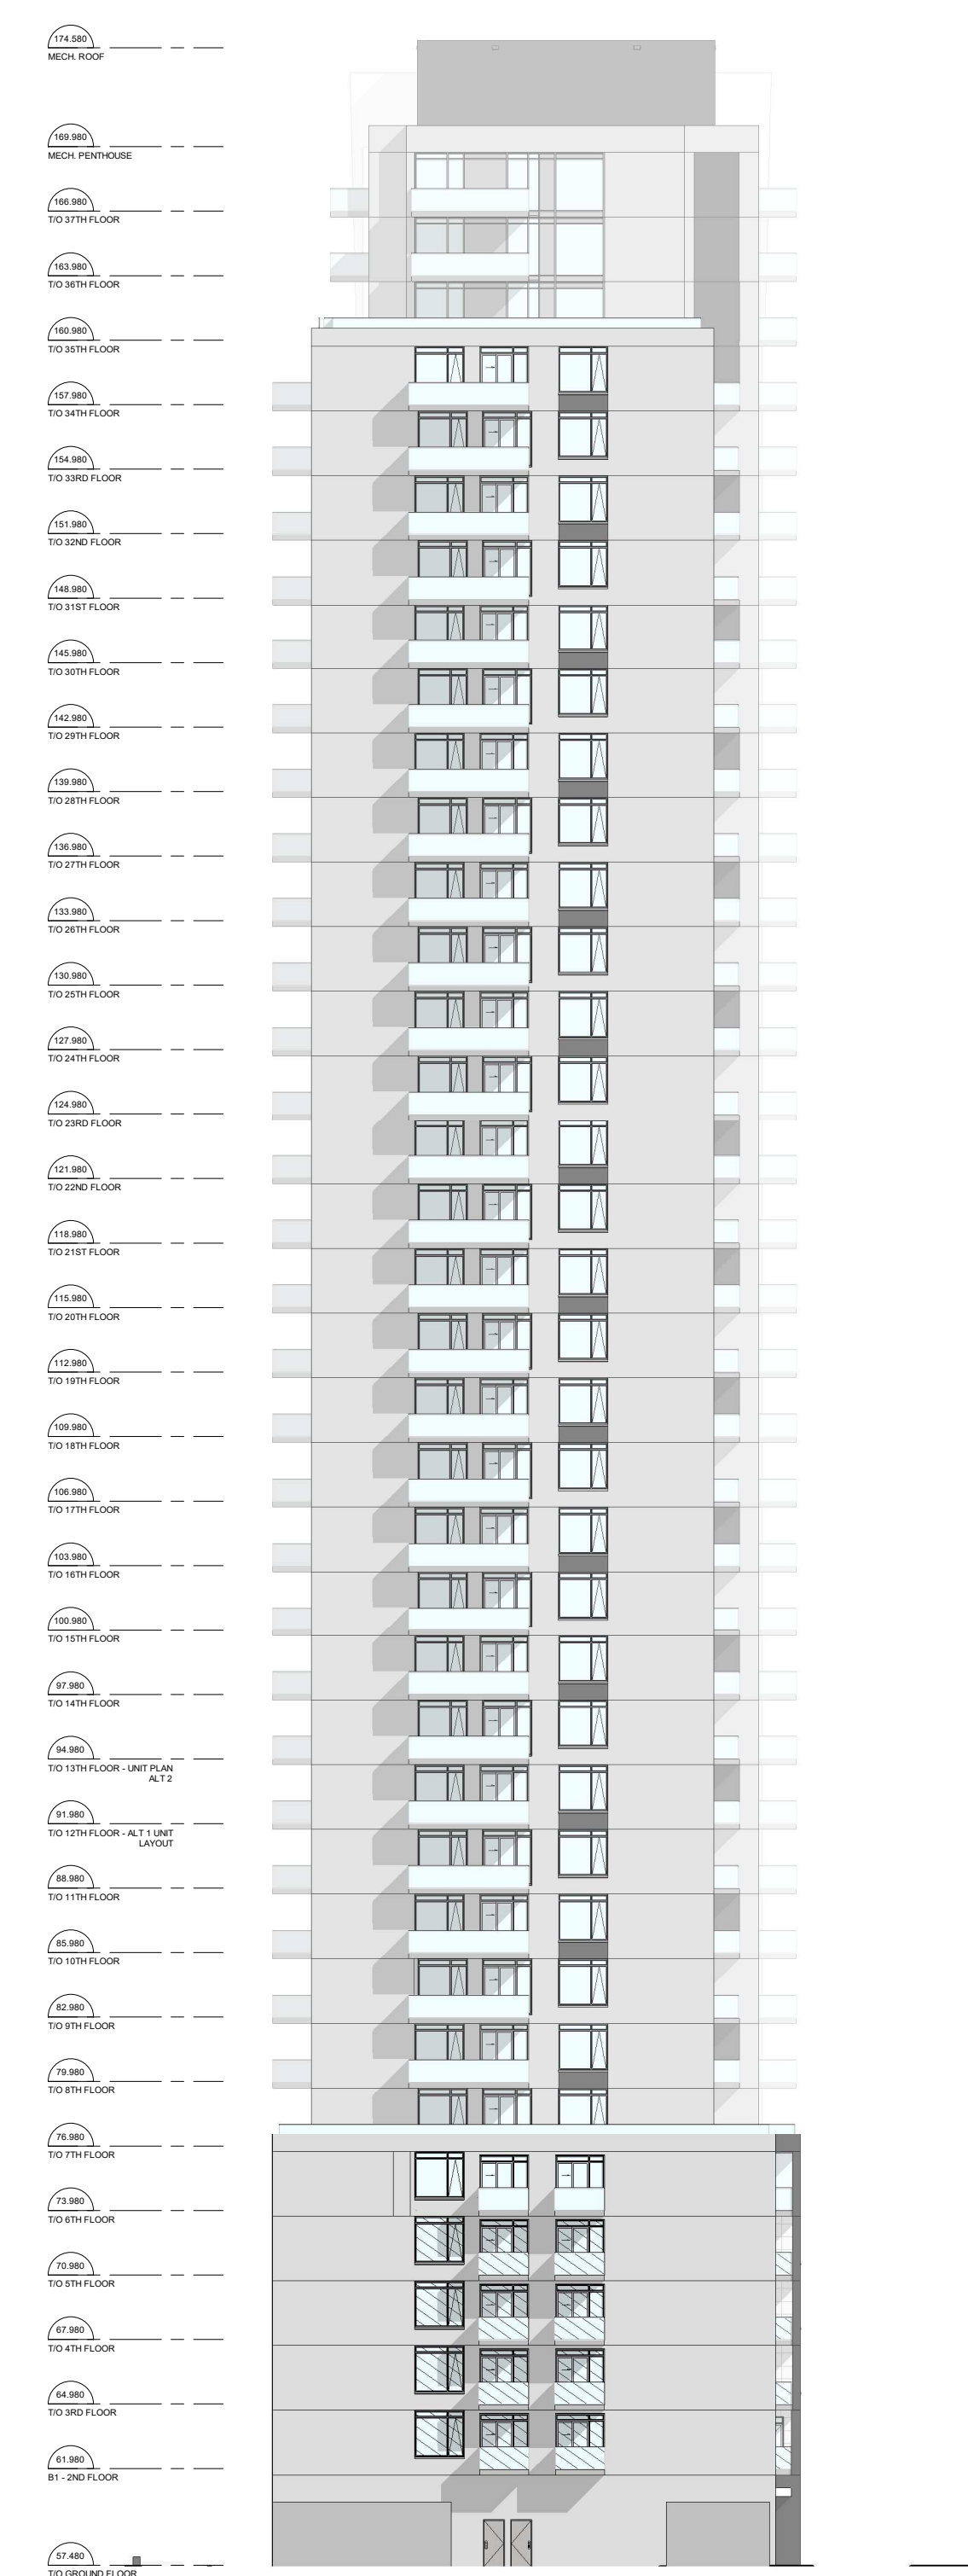 174.580
MECH. ROOF
169.980
MECH. PENTHOUSE
166.980
T/O 37TH FLOOR
163.980
T/O 36TH FLOOR
160.980
T/O 35TH FLOOR
157.980
T/O 34TH FLOOR
154.980
T/O 33RD FLOOR
151.980
T/O 32ND FLOOR
148.980
T/O 31ST FLOOR
145.980
T/O 30TH FLOOR
142.980
T/O 29TH FLOOR
139.980
T/O 28TH FLOOR
136.980
T/O 27TH FLOOR
133.980
T/O 26TH FLOOR
130.980
T/O 25TH FLOOR
127.980
T/O 24TH FLOOR
124.980
T/O 23RD FLOOR
121.980
T/O 22ND FLOOR
118.980
T/O 21ST FLOOR
115.980
T/O 20TH FLOOR
112.980
T/O 19TH FLOOR
109.980
T/O 18TH FLOOR
106.980
T/O 17TH FLOOR
103.980
T/O 16TH FLOOR
100.980
T/O 15TH FLOOR
97.980
T/O 14TH FLOOR
94.980
T/O 13TH FLOOR - UNIT PLAN
ALT 2
91.980
T/O 12TH FLOOR - ALT 1 UNIT
LAYOUT
88.980
T/O 11TH FLOOR
85.980
T/O 10TH FLOOR
82.980
T/O 9TH FLOOR
79.980
T/O 8TH FLOOR
76.980
T/O 7TH FLOOR
73.980
T/O 6TH FLOOR
70.980
T/O 5TH FLOOR
67.980
T/O 4TH FLOOR
64.980
T/O 3RD FLOOR
61.980
B1 - 2ND FLOOR
57.480
T/O GROUND FLOOR